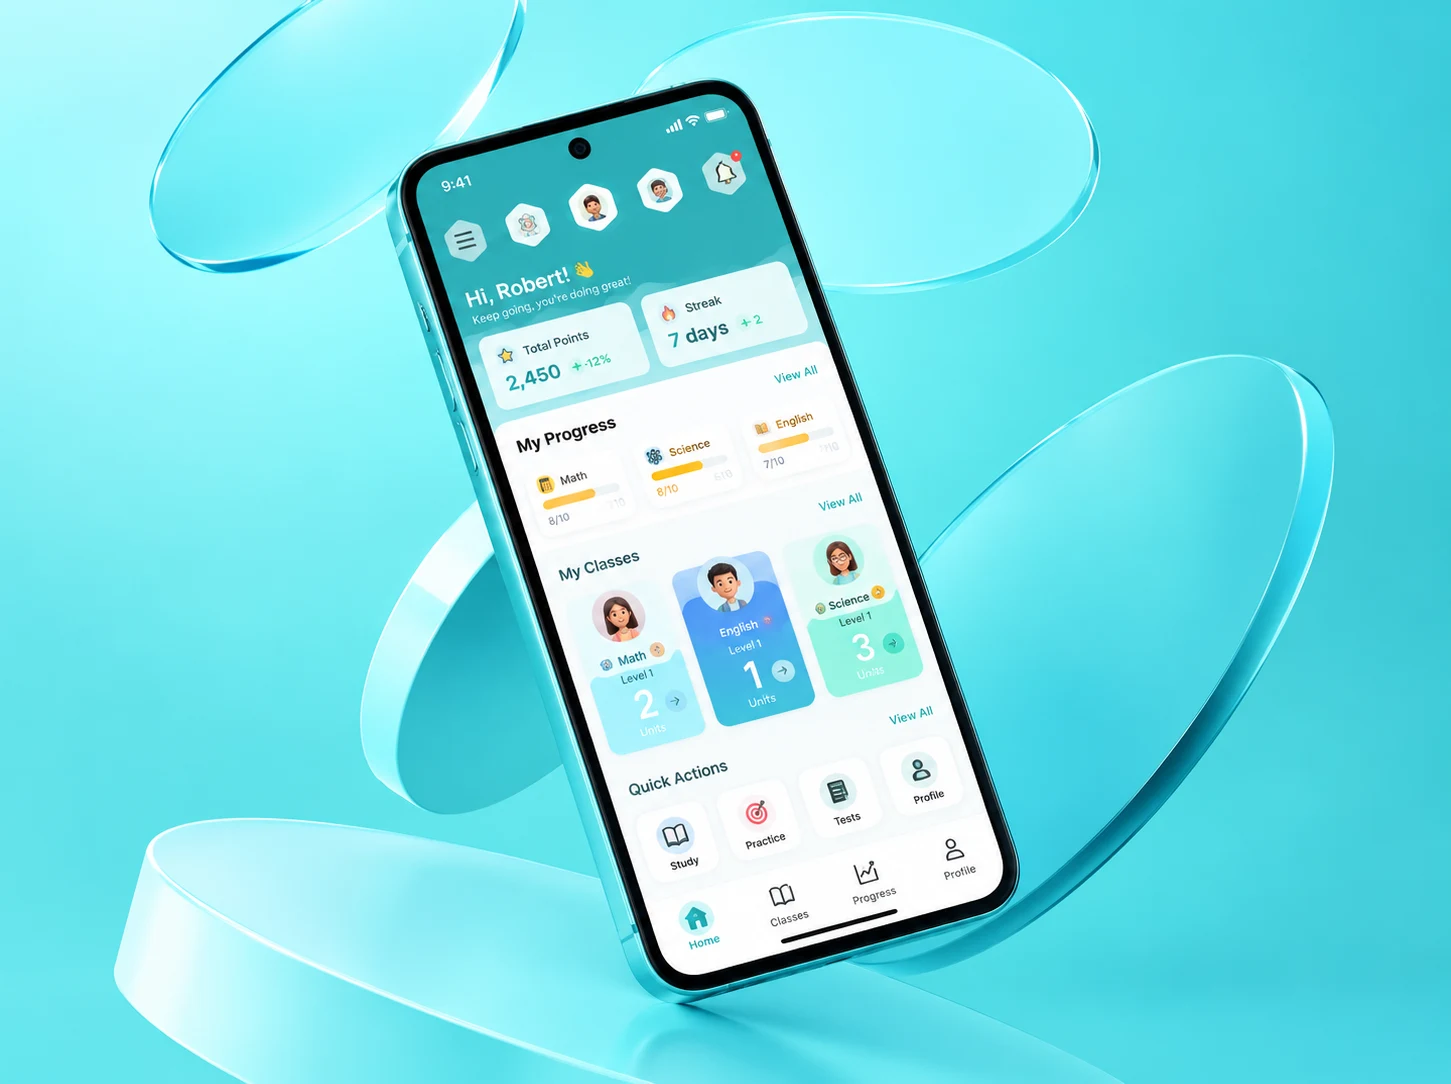 9:41
Hi, Robert! 👋
Keep going, you're doing great!
Total Points
2,450 +-12%
Streak
7 days +2
View All
My Progress
Math
8/10
Science
8/10
English
7/10
View All
My Classes
Math
Level 1
2
Units
English
Level 1
1
Units
Science
Level 1
3
Units
View All
Quick Actions
Study
Practice
Tests
Profile
Home
Classes
Progress
Profile